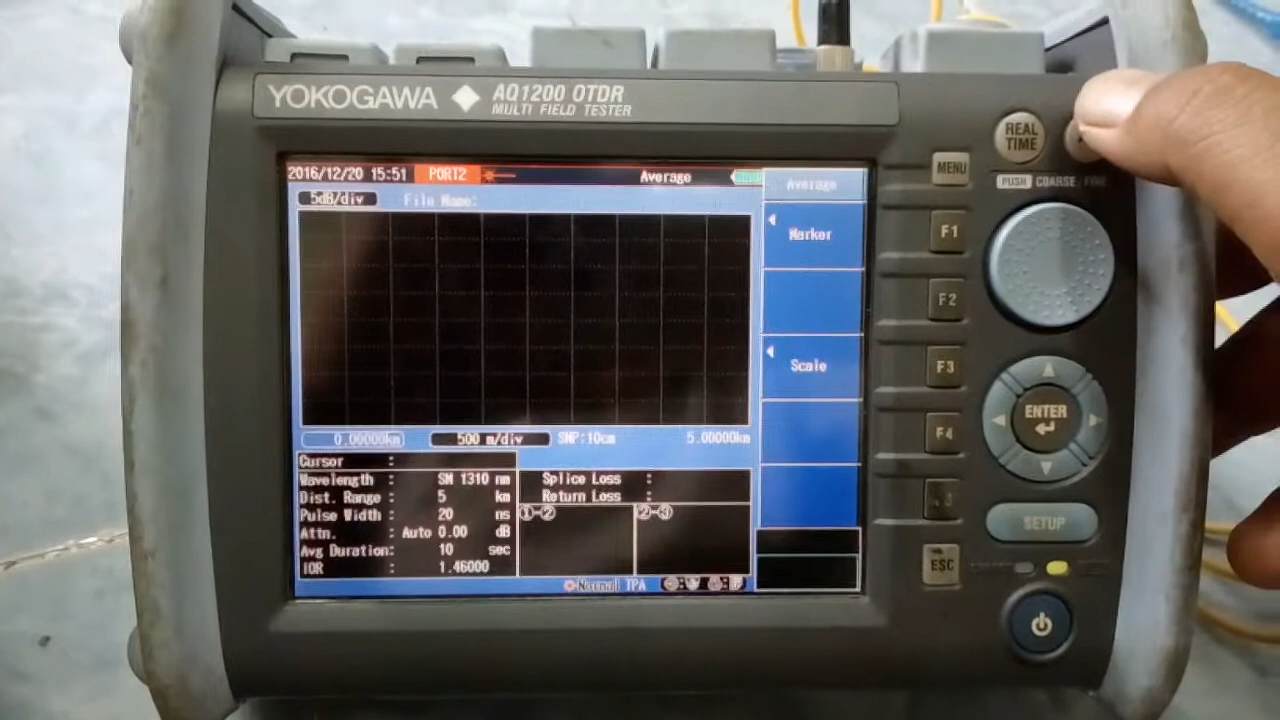 YOKOGAWA AQ1200 OTDR
MULTI FIELD TESTER
REAL
TIME
MENU
PUSH COARSE FINE
2016/12/20 15:51 PORT2 Average
Average
5dB/div File Name:
Marker
F1
F2
Scale
F3
ENTER
F4
0.00000km 500 m/div SMP:10cm 5.00000km
Cursor :
Wavelength : SM 1310 nm
Dist. Range : 5 km
Pulse Width : 20 ns
Attn. : Auto 0.00 dB
Avg Duration: 10 sec
IOR : 1.46000
Splice Loss :
Return Loss :
①-② ②-③
Normal TPA
SETUP
ESC